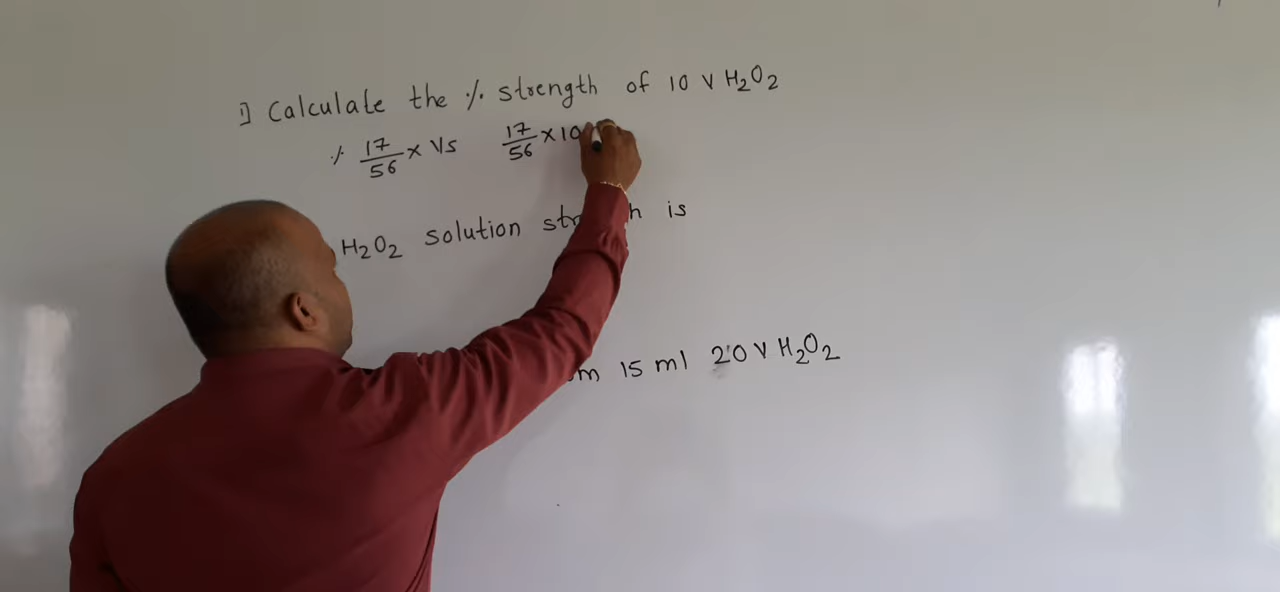 1] Calculate the % strength of 10 V H2O2
% 17/56 × Vs 17/56 × 10
H2O2 solution is
15 ml 20 V H2O2